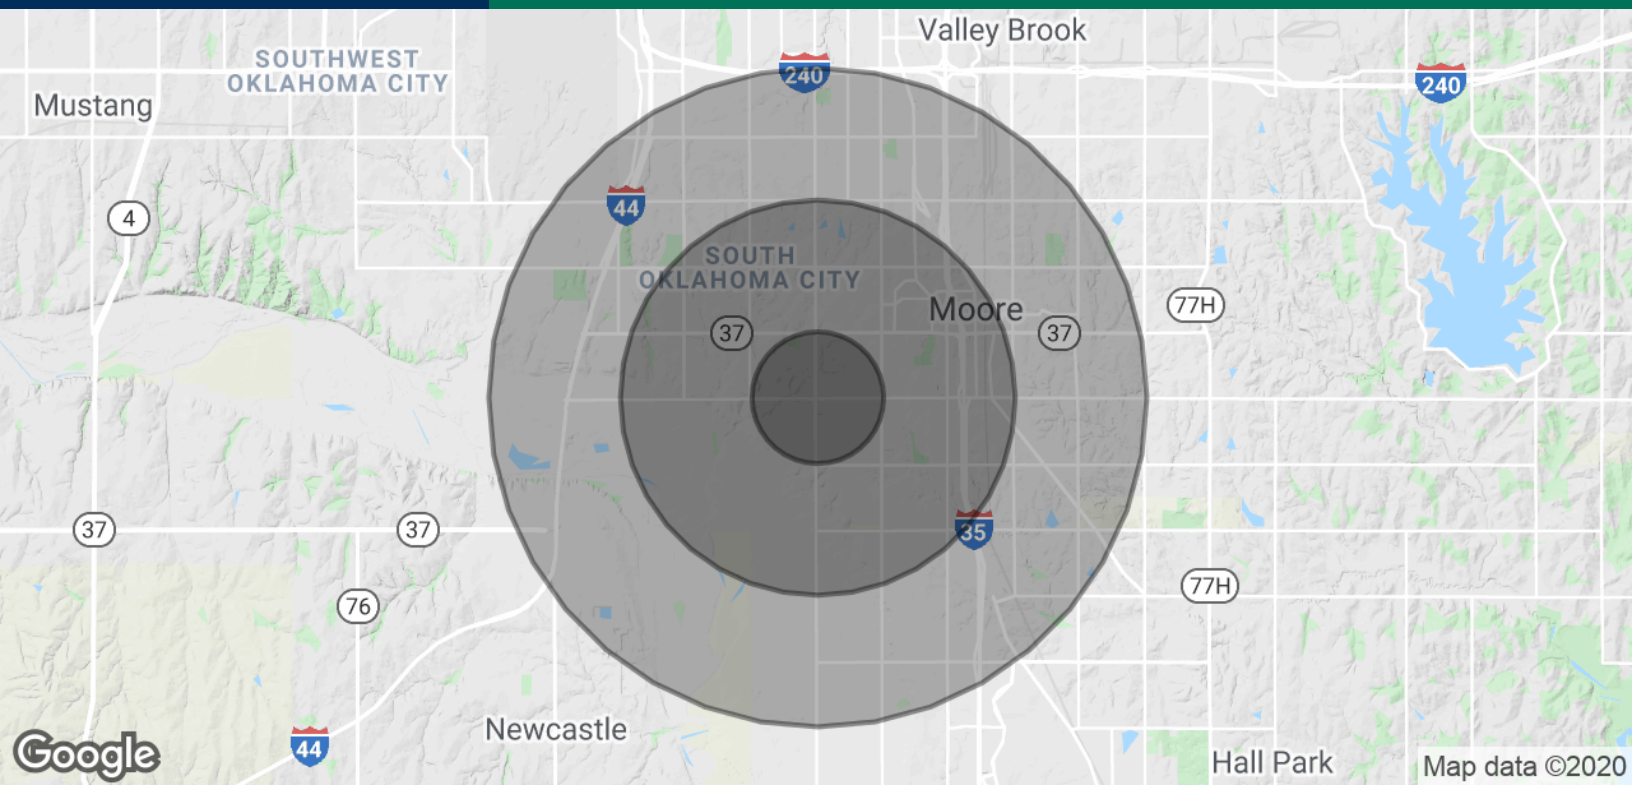 Valley Brook
SOUTHWEST
OKLAHOMA CITY
240
240
Mustang
44
4
SOUTH
OKLAHOMA CITY
77H
Moore
37
37
37
37
35
77H
76
Newcastle
44
Google
Hall Park
Map data ©2020